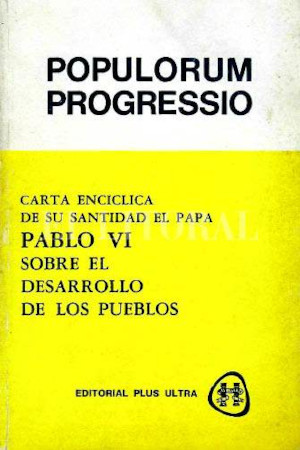 POPULORUM
PROGRESSIO
CARTA ENCICLICA
DE SU SANTIDAD EL PAPA
PABLO VI
SOBRE EL
DESARROLLO
DE LOS PUEBLOS
EDITORIAL PLUS ULTRA